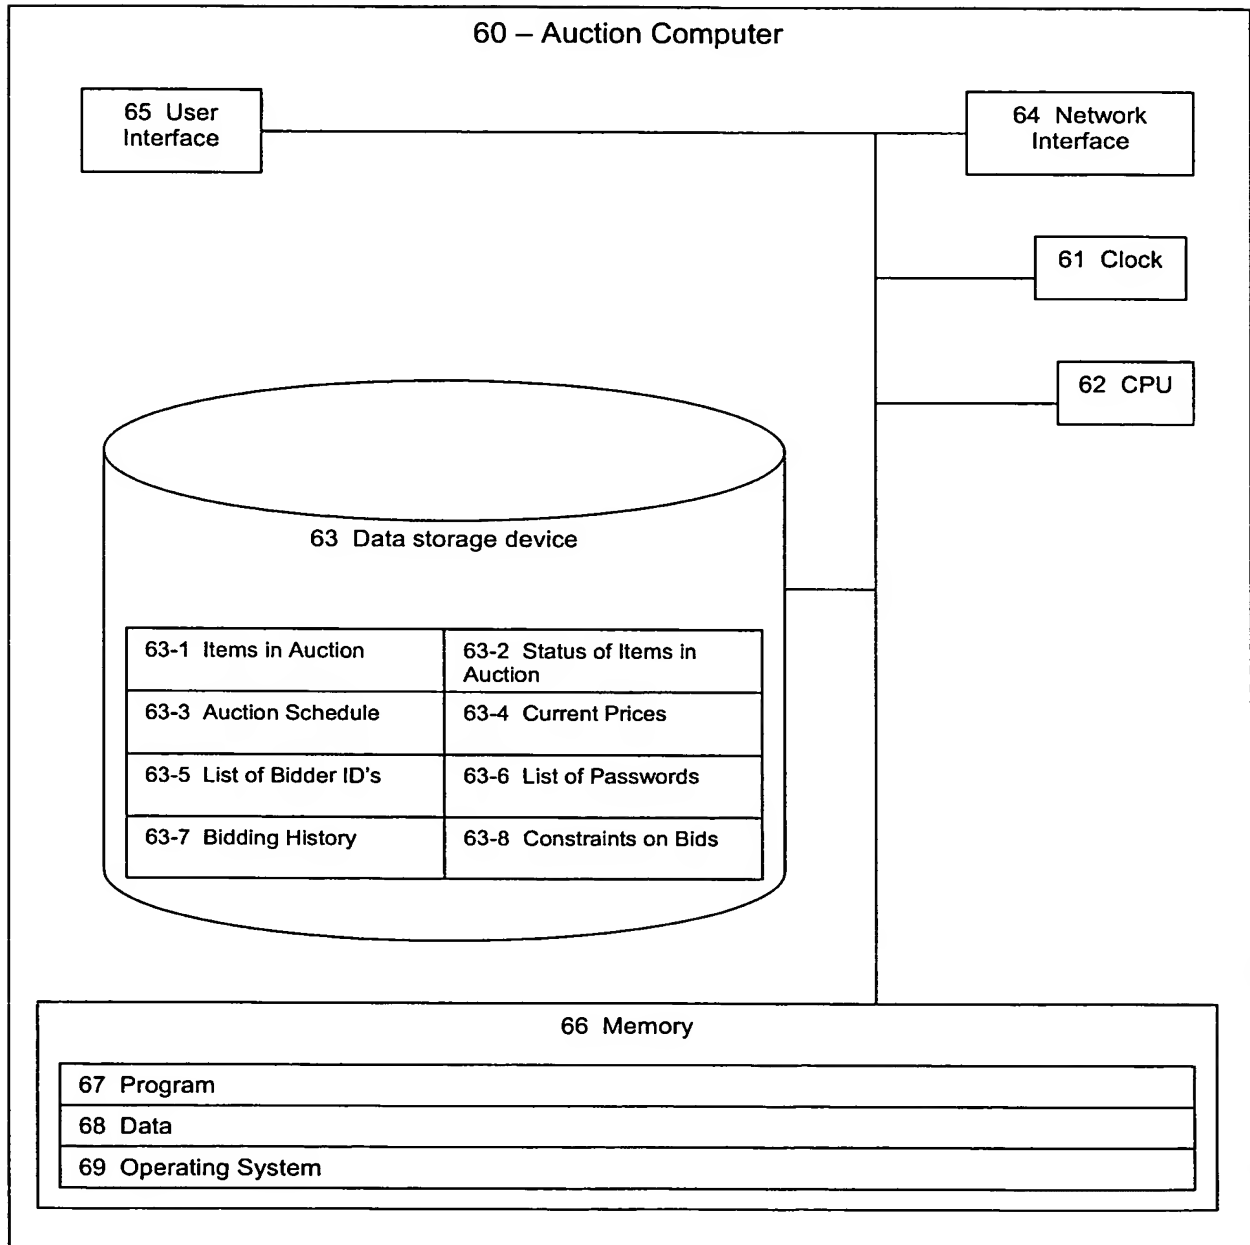 60 – Auction Computer
65 User
Interface
64 Network
Interface
61 Clock
62 CPU
63 Data storage device
63-1 Items in Auction
63-2 Status of Items in
Auction
63-3 Auction Schedule
63-4 Current Prices
63-5 List of Bidder ID's
63-6 List of Passwords
63-7 Bidding History
63-8 Constraints on Bids
66 Memory
67 Program
68 Data
69 Operating System